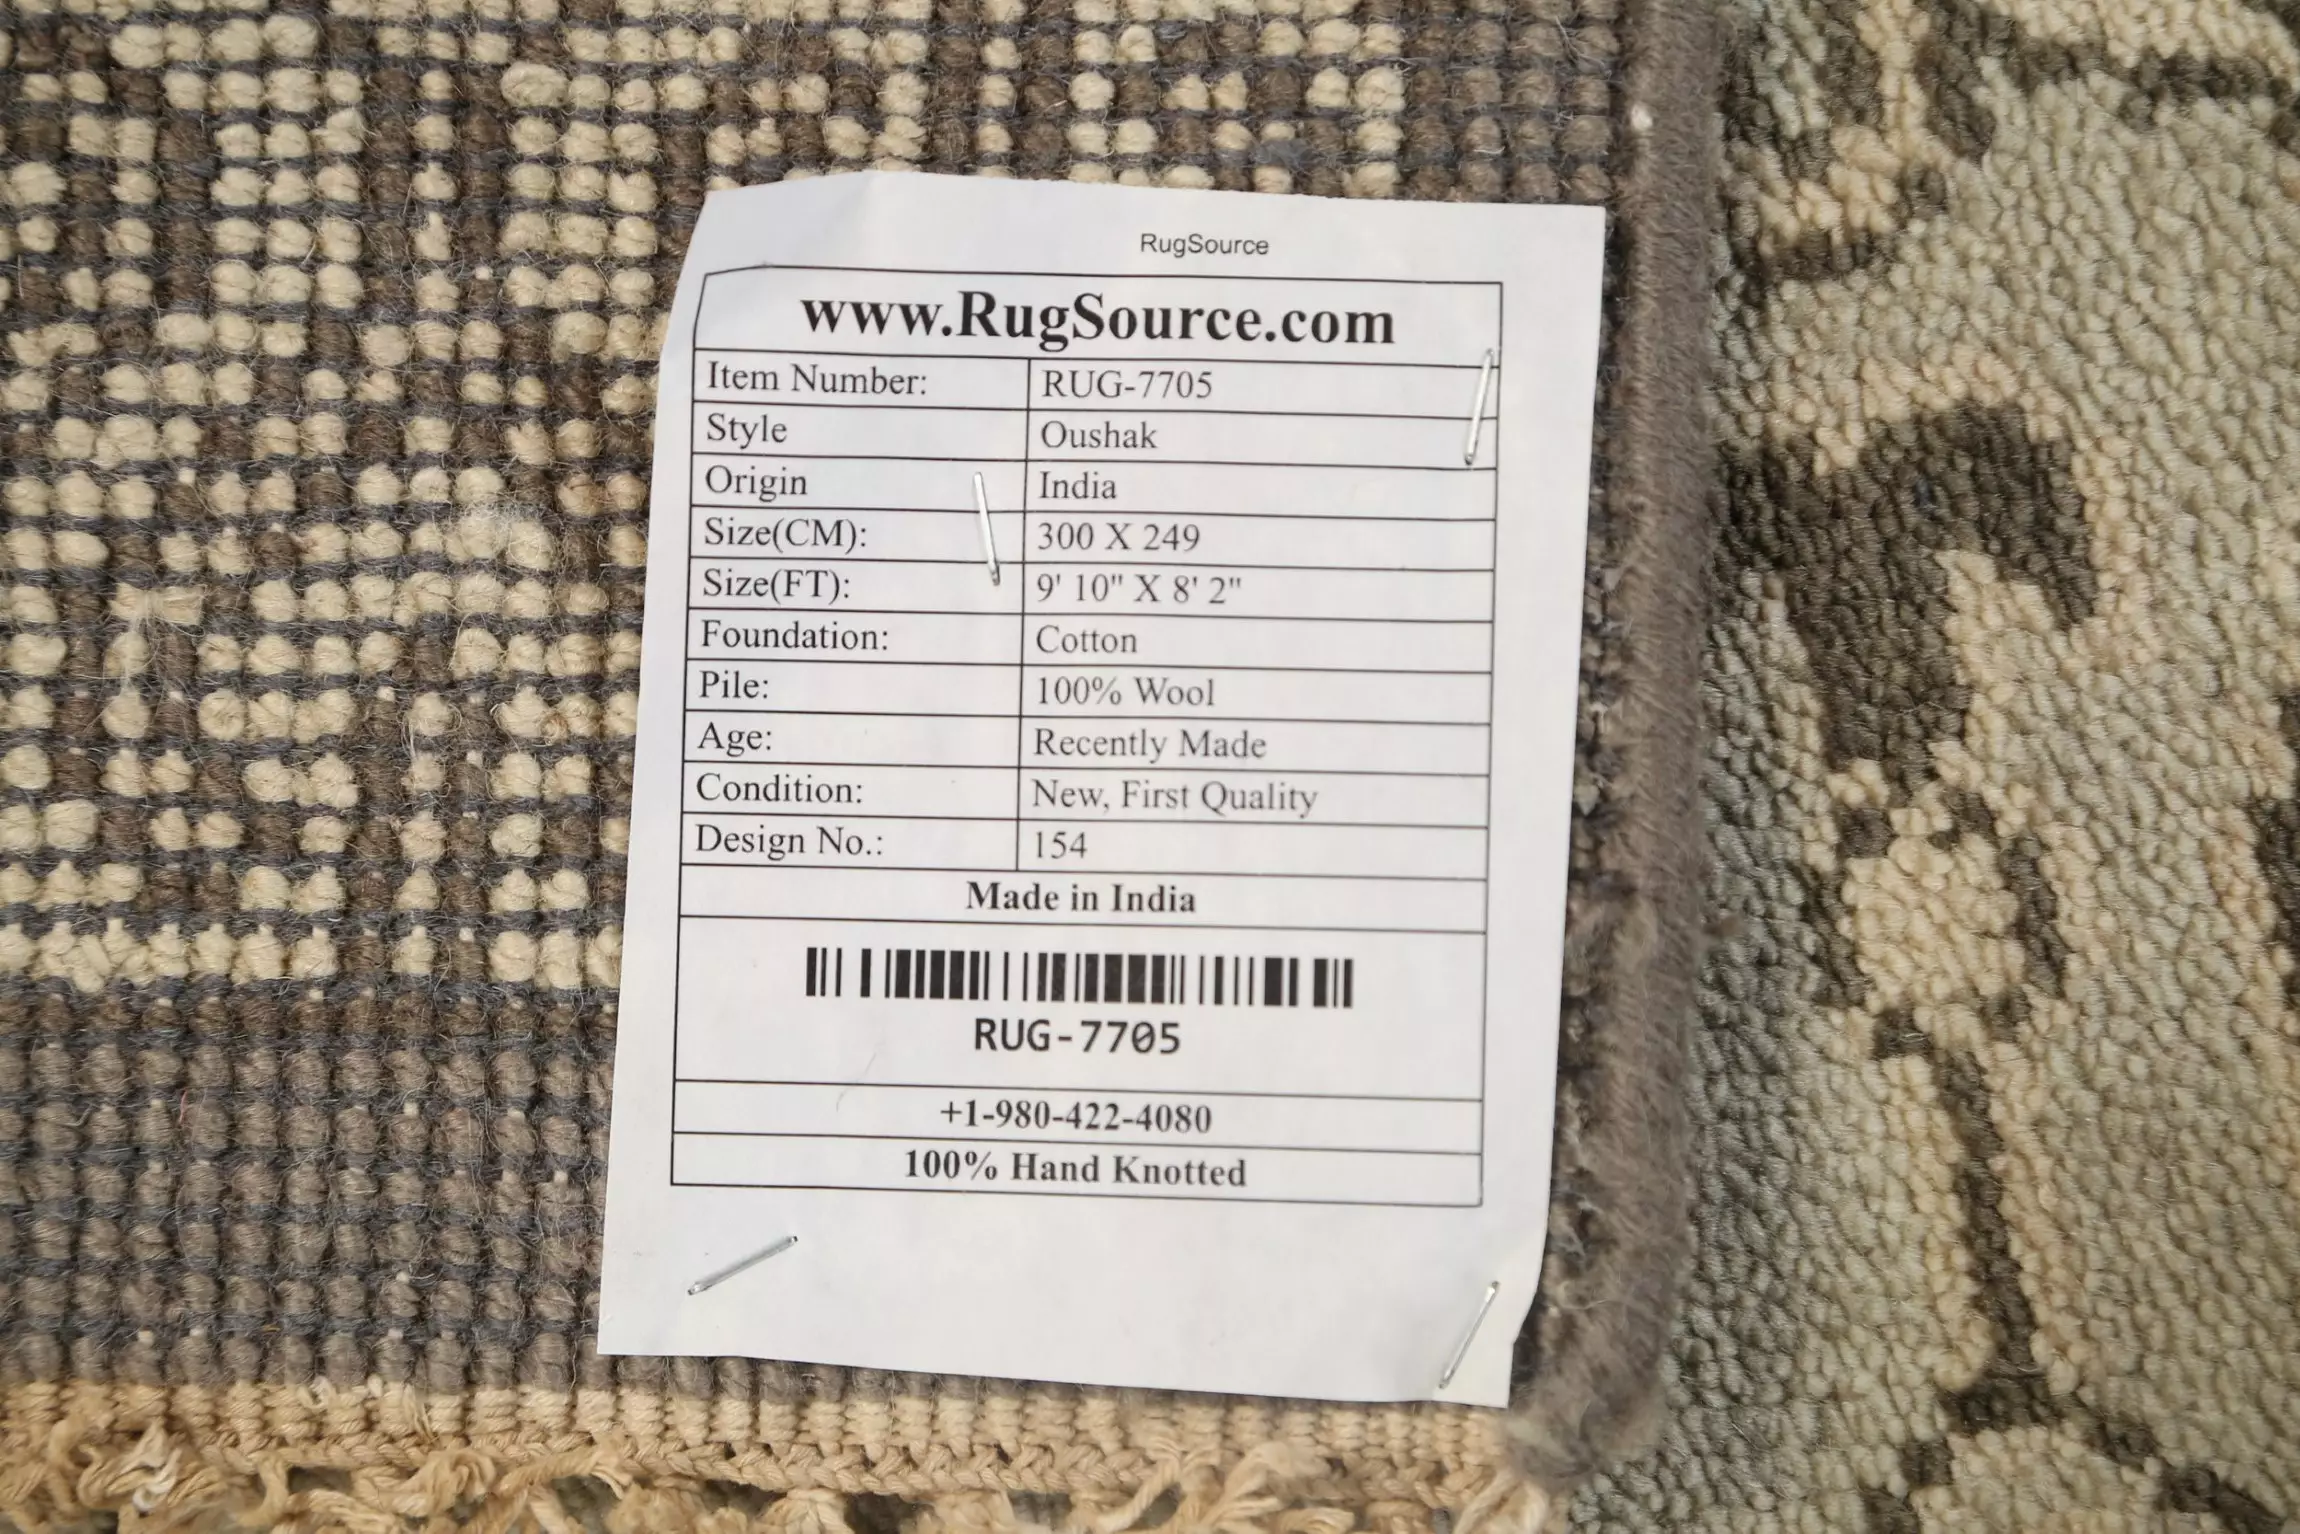 RugSource
www.RugSource.com
Item Number: RUG-7705
Style Oushak
Origin India
Size(CM): 300 X 249
Size(FT): 9' 10" X 8' 2"
Foundation: Cotton
Pile: 100% Wool
Age: Recently Made
Condition: New, First Quality
Design No.: 154
Made in India
RUG-7705
+1-980-422-4080
100% Hand Knotted